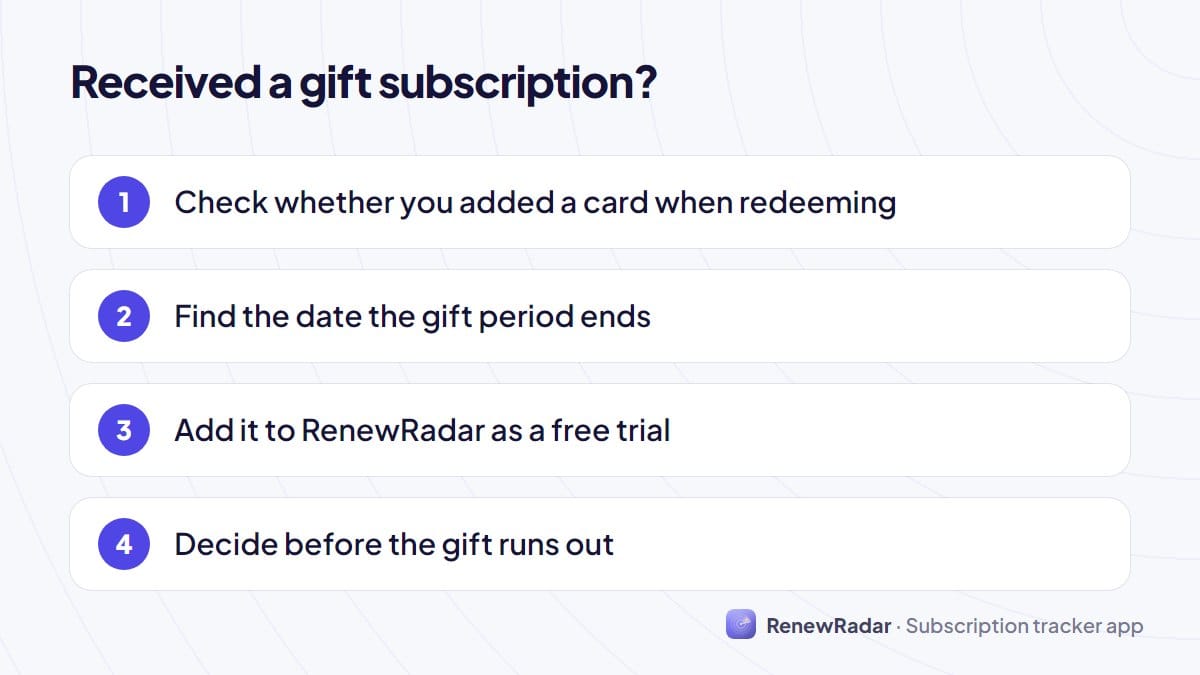 Received a gift subscription?
1 Check whether you added a card when redeeming
2 Find the date the gift period ends
3 Add it to RenewRadar as a free trial
4 Decide before the gift runs out
RenewRadar · Subscription tracker app